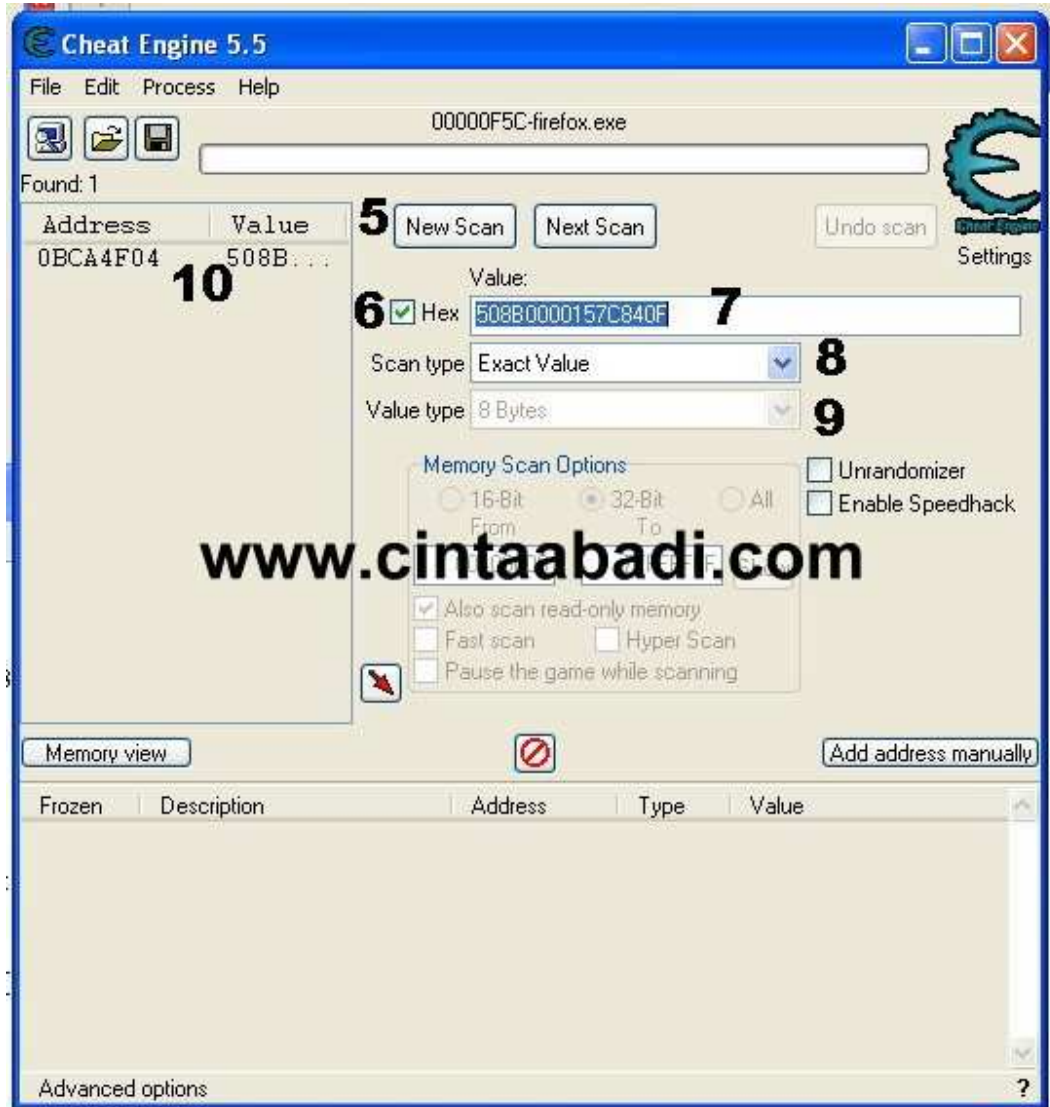 Cheat Engine 5.5
File Edit Process Help
00000F5C-firefox.exe
Found: 1
Address Value
0BCA4F04 508B...
10
5 New Scan Next Scan Undo scan
Cheat Engine
Settings
Value:
6 Hex 508B0000157C840F 7
Scan type Exact Value 8
Value type 8 Bytes 9
Memory Scan Options
16-Bit 32-Bit All
From To
Unrandomizer
Enable Speedhack
www.cintaabadi.com
Also scan read-only memory
Fast scan Hyper Scan
Pause the game while scanning
Memory view Add address manually
Frozen Description Address Type Value
Advanced options ?